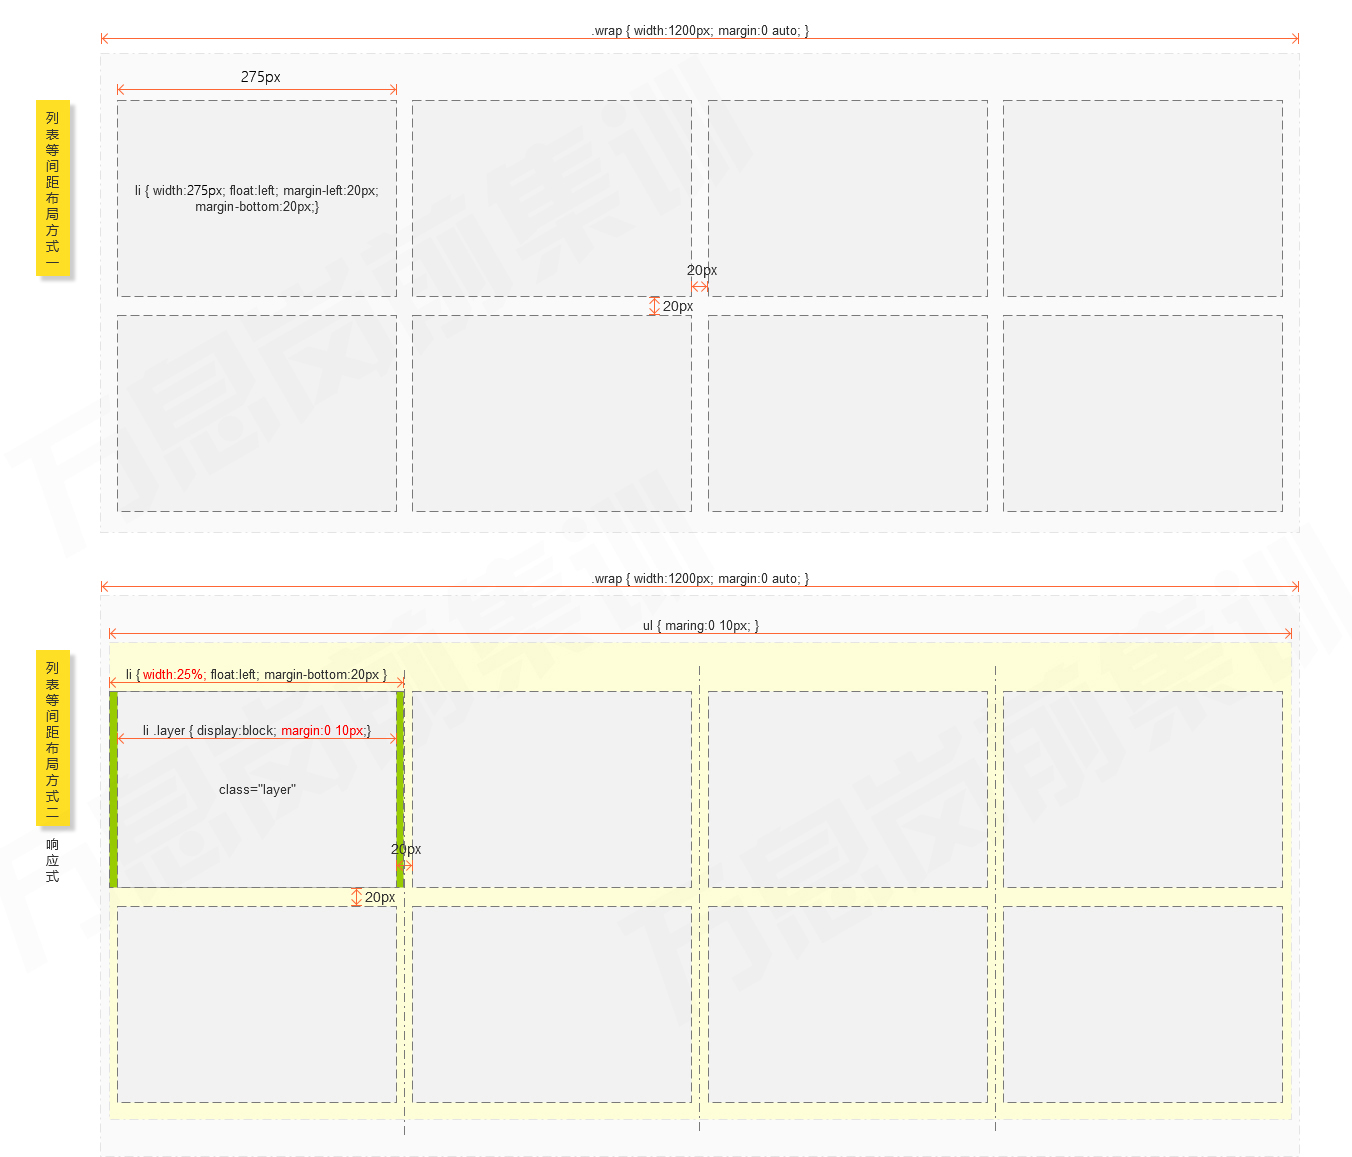 .wrap { width:1200px; margin:0 auto; }
275px
列表等间距布局方式一
li { width:275px; float:left; margin-left:20px;
margin-bottom:20px;}
20px
20px
.wrap { width:1200px; margin:0 auto; }
ul { maring:0 10px; }
列表等间距布局方式二
响应式
li { width:25%; float:left; margin-bottom:20px }
li .layer { display:block; margin:0 10px;}
class="layer"
20px
20px